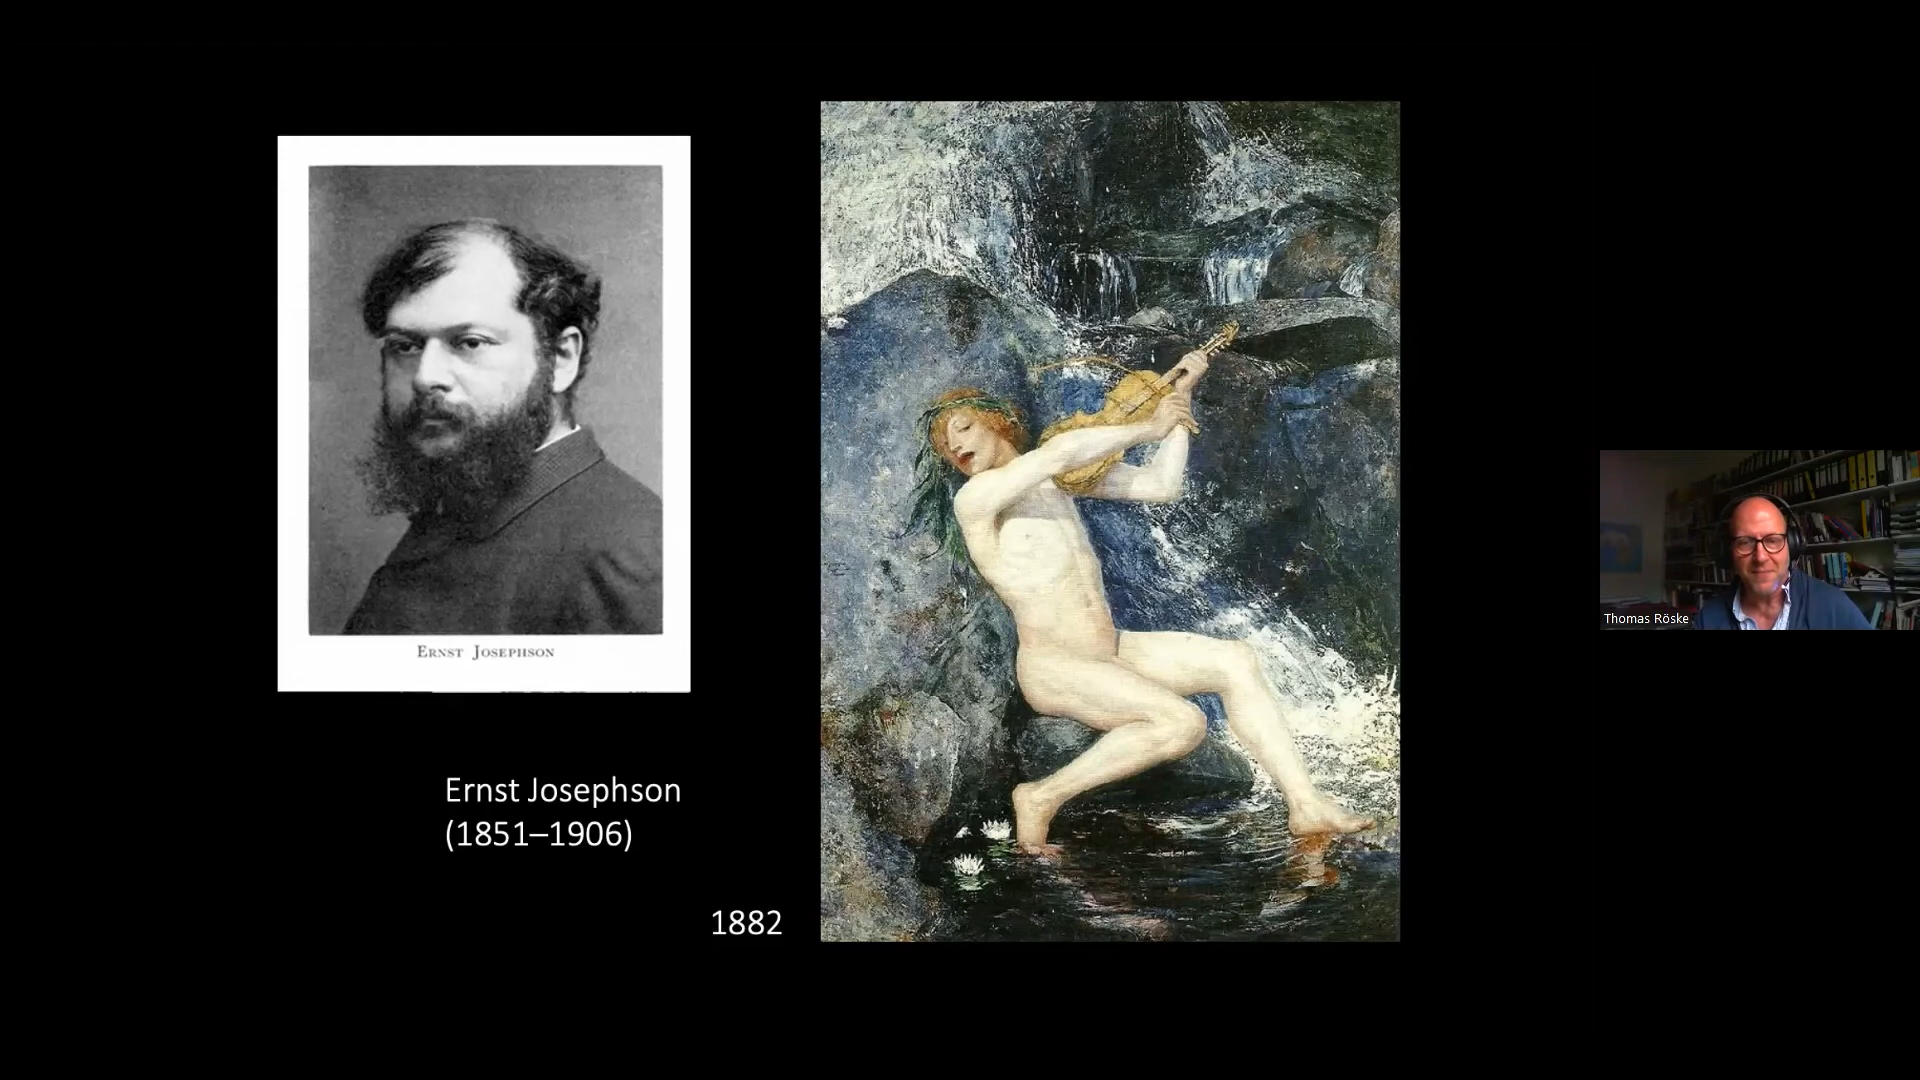 ERNST JOSEPHSON
Ernst Josephson
(1851–1906)
1882
Thomas Röske